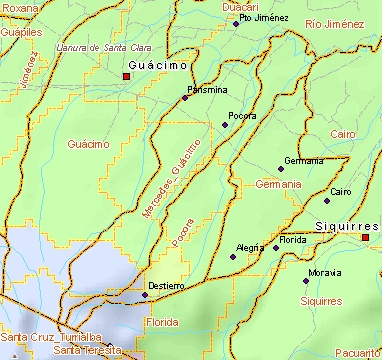 Roxana
Duacarí
Pto Jiménez
Río Jiménez
Guápiles
Llanura de Santa Clara
Guácimo
Jiménez
Parismina
Pocora
Cairo
Guácimo
Mercedes_Guácimo
Germania
Germania
Cairo
Pocora
Siquirres
Alegría
Florida
Moravia
Destierro
Siquirres
Florida
Santa Cruz_Turrialba
Santa Teresita
Pacuarito